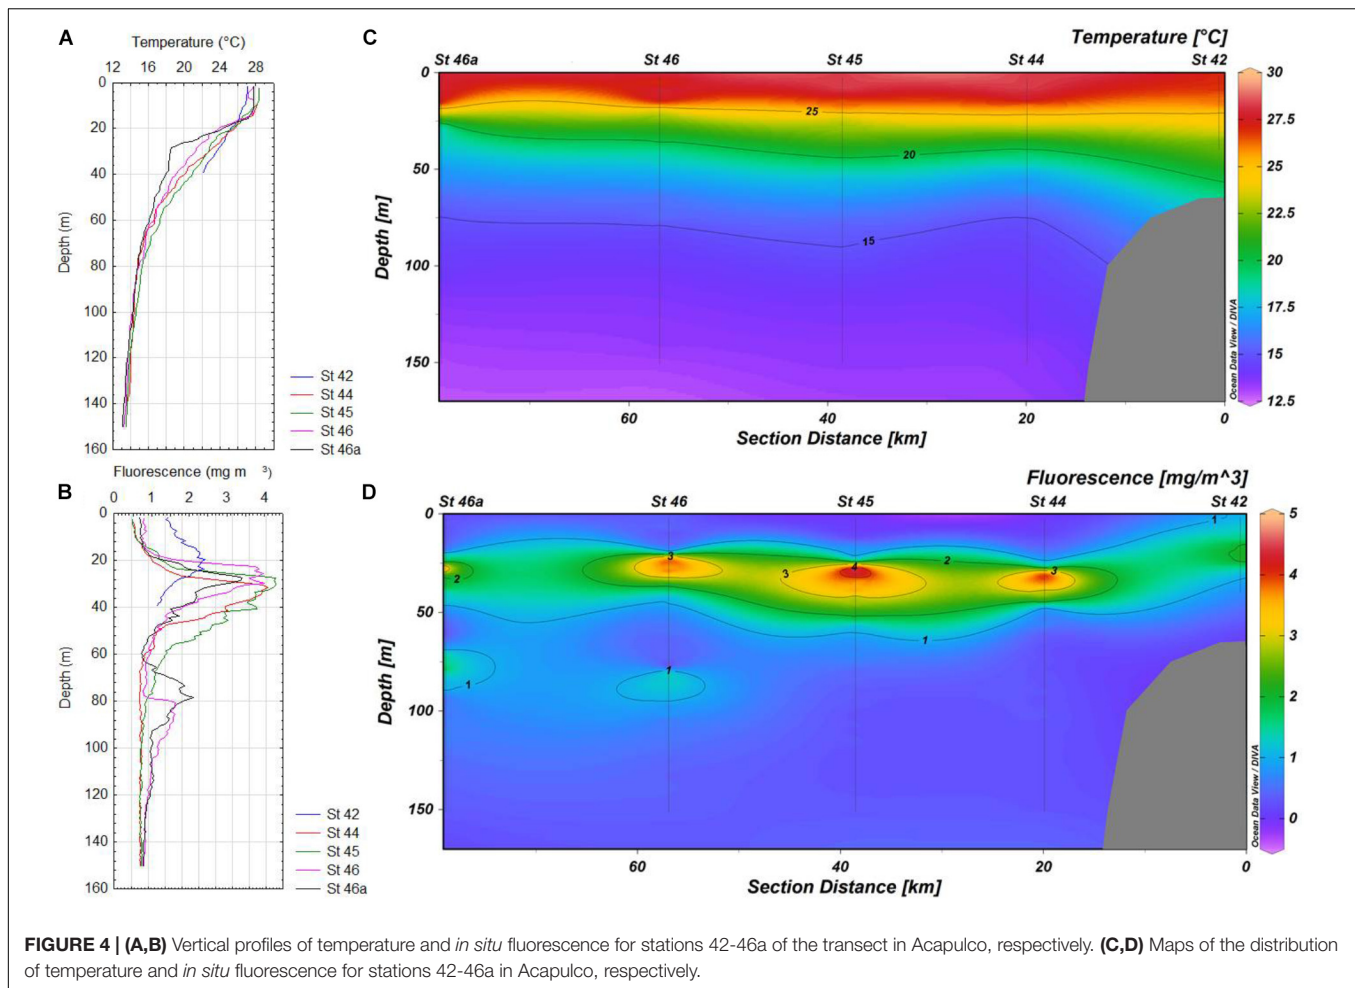 A
Temperature (°C)
12 16 20 24 28
0
20
40
60
80
100
120
140
160
Depth (m)
St 42
St 44
St 45
St 46
St 46a
B
Fluorescence (mg m 3)
0 1 2 3 4
0
20
40
60
80
100
120
140
160
Depth (m)
St 42
St 44
St 45
St 46
St 46a
C
Temperature [°C]
St 46a St 46 St 45 St 44 St 42
0
50
100
150
Depth [m]
25
20
15
60 40 20 0
Section Distance [km]
Ocean Data View / DIVA
30
27.5
25
22.5
20
17.5
15
12.5
D
Fluorescence [mg/m^3]
St 46a St 46 St 45 St 44 St 42
0
50
100
150
Depth [m]
1
2
3
4
3
2
3
1
1
1
60 40 20 0
Section Distance [km]
Ocean Data View / DIVA
5
4
3
2
1
0
FIGURE 4 | (A,B) Vertical profiles of temperature and in situ fluorescence for stations 42-46a of the transect in Acapulco, respectively. (C,D) Maps of the distribution
of temperature and in situ fluorescence for stations 42-46a in Acapulco, respectively.